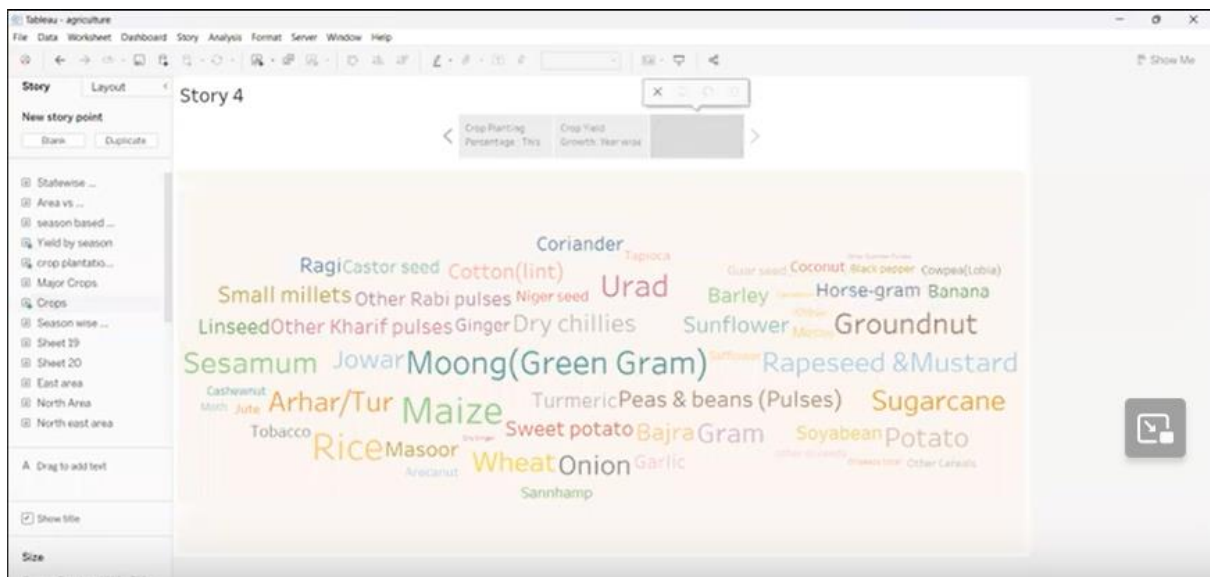 Tableau - agriculture
File Data Worksheet Dashboard Story Analysis Format Server Window Help
Show Me
Story Layout
New story point
Blank Duplicate
Statewise ...
Area vs ...
season based ...
Yield by season
crop plantatio...
Major Crops
Crops
Season wise ...
Sheet 19
Sheet 20
East area
North Area
North east area
A Drag to add text
Show title
Size
Story 4
Crop Planting
Percentage : This
Crop Yield
Growth: Year wise
Coriander
Tapioca
Ragi Castor seed Cotton(lint) Urad Guar seed Coconut Black pepper Cowpea(Lobia)
Small millets Other Rabi pulses Niger seed Barley Horse-gram Banana
Linseed Other Kharif pulses Ginger Dry chillies Sunflower Groundnut
Sesamum Jowar Moong(Green Gram) Safflower Rapeseed &Mustard
Cashewnut
Moth Jute Arhar/Tur Maize Turmeric Peas & beans (Pulses) Sugarcane
Tobacco Rice Masoor Sweet potato Bajra Gram Soyabean Potato
Arecanut Wheat Onion Garlic Other Cereals
Sannhamp